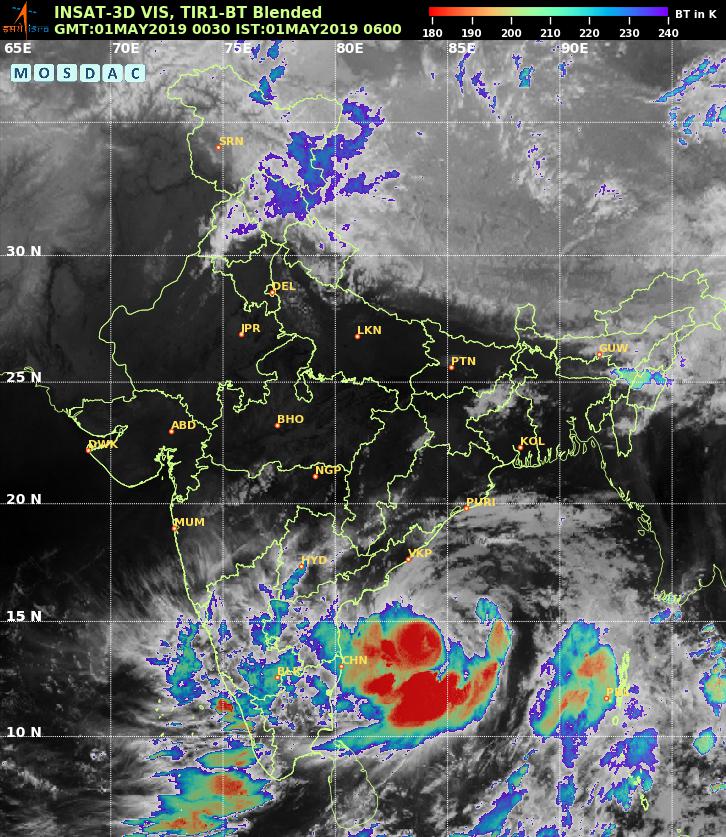 INSAT-3D VIS, TIR1-BT Blended
GMT:01MAY2019 0030 IST:01MAY2019 0600
BT in K
180 190 200 210 220 230 240
65E 70E 75E 80E 85E 90E
MOSDAC
SRN
30 N
DEL
JPR
LKN
GUW
PTN
25 N
ABD
BHO
DWK
KOL
NGP
20 N
PURI
MUM
VKP
HYD
15 N
CHN
BLR
PBL
10 N